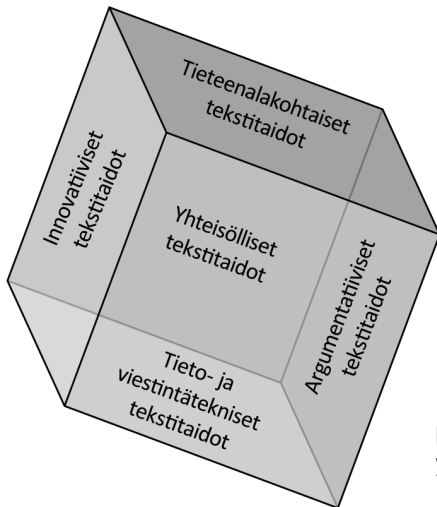 Tieteenalakohtaiset
tekstitaidot
Innovatiiviset
tekstitaidot
Yhteisölliset
tekstitaidot
Argumentatiiviset
tekstitaidot
Tieto- ja
viestintätekniset
tekstitaidot